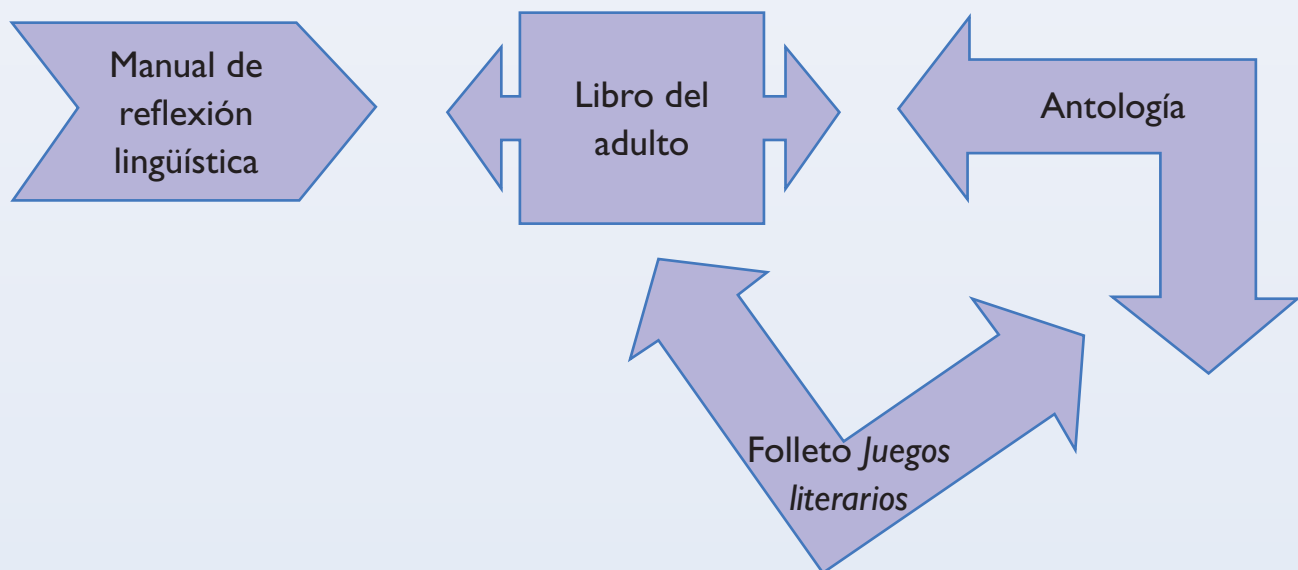 Manual de
reflexión
lingüística
Libro del
adulto
Antología
Folleto Juegos
literarios